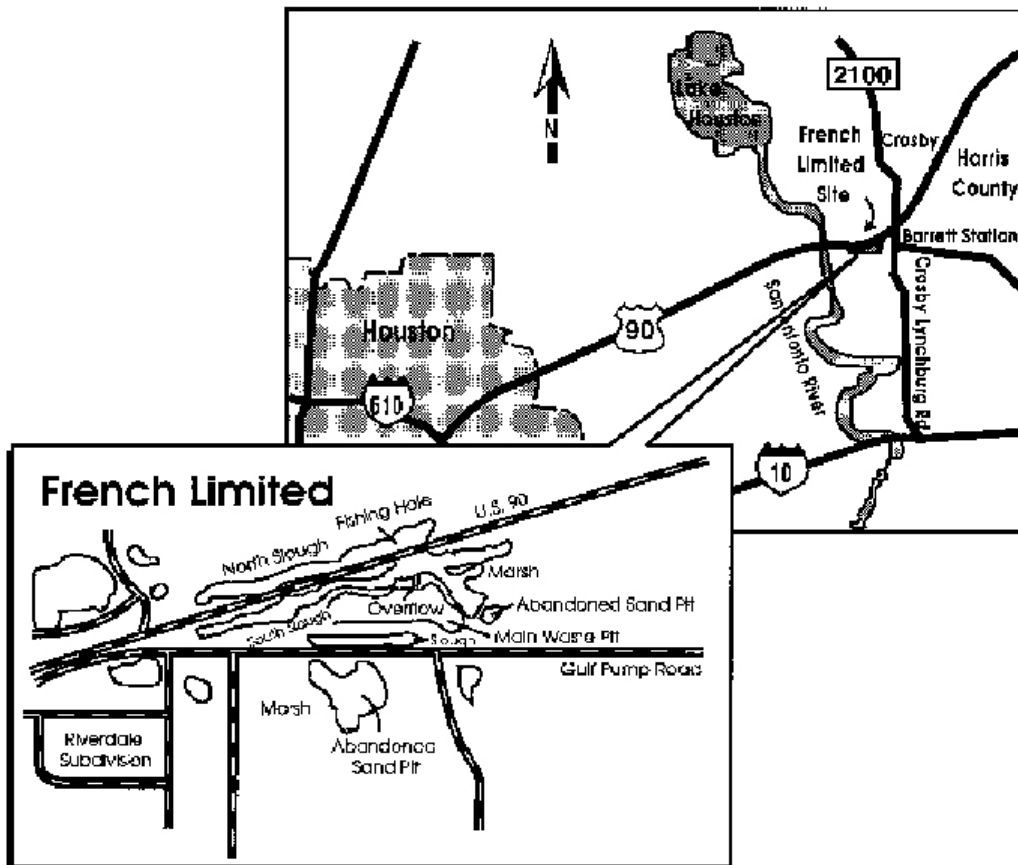 2100
Lake
Houston
N
French
Limited
Site
Crosby
Harris
County
Barrett Station
Houston
90
San Antonio River
Crosby Lynchburg Rd.
610
10
French Limited
Fishing Hole
U.S. 90
North Slough
Marsh
Overflow
Abandoned Sand Pit
South Slough
Main Waste Pit
Slough
Gulf Pump Road
Marsh
Riverdale
Subdivision
Abandoned
Sand Pit